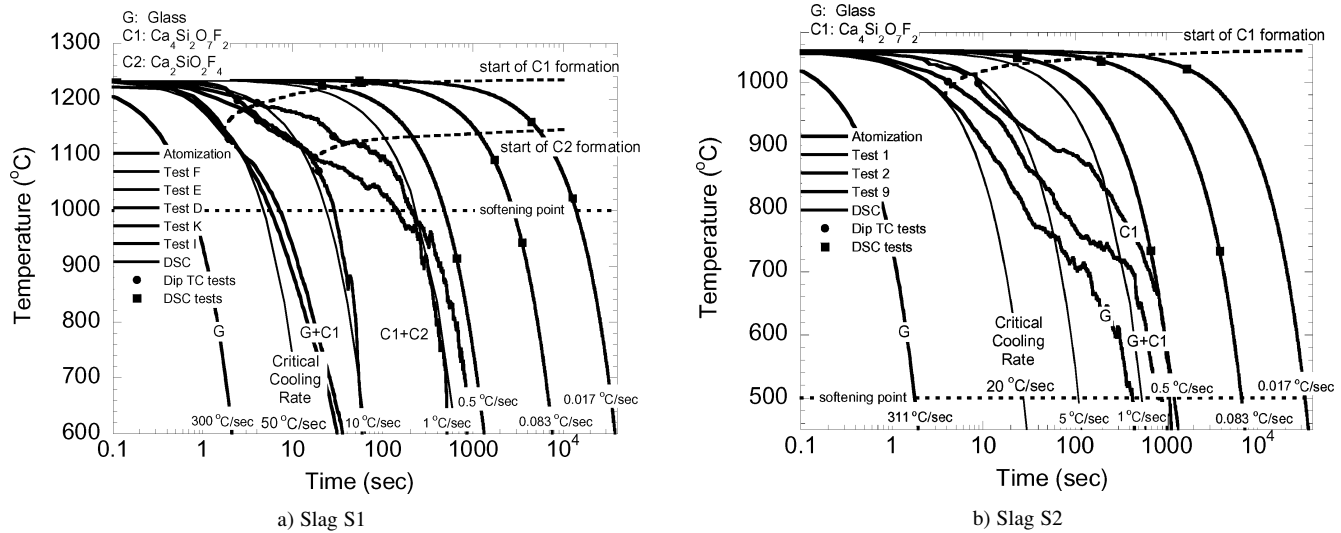 G: Glass
C1: Ca4Si2O7F2
C2: Ca2SiO2F4
1300
1200
1100
1000
900
800
700
600
Temperature (°C)
start of C1 formation
start of C2 formation
softening point
Atomization
Test F
Test E
Test D
Test K
Test I
DSC
Dip TC tests
DSC tests
G
G+C1
C1+C2
Critical
Cooling
Rate
300 °C/sec
50 °C/sec
10 °C/sec
1 °C/sec
0.5 °C/sec
0.083 °C/sec
0.017 °C/sec
0.1
1
10
100
1000
10^4
Time (sec)
a) Slag S1
G: Glass
C1: Ca4Si2O7F2
start of C1 formation
1000
900
800
700
600
500
Temperature (°C)
Atomization
Test 1
Test 2
Test 9
DSC
Dip TC tests
DSC tests
C1
G
G
G+C1
Critical
Cooling
Rate
20 °C/sec
softening point
311 °C/sec
5 °C/sec
1 °C/sec
0.5 °C/sec
0.083 °C/sec
0.017 °C/sec
0.1
1
10
100
1000
10^4
Time (sec)
b) Slag S2